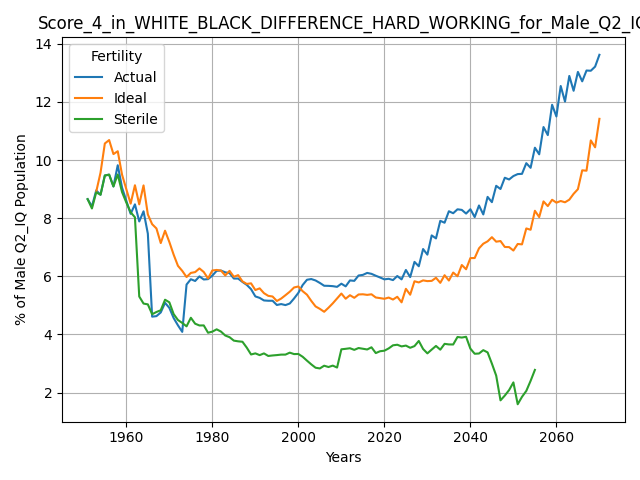 Score_4_in_WHITE_BLACK_DIFFERENCE_HARD_WORKING_for_Male_Q2_IQ
14
12
10
8
6
4
2
% of Male Q2_IQ Population
Fertility
Actual
Ideal
Sterile
1960 1980 2000 2020 2040 2060
Years